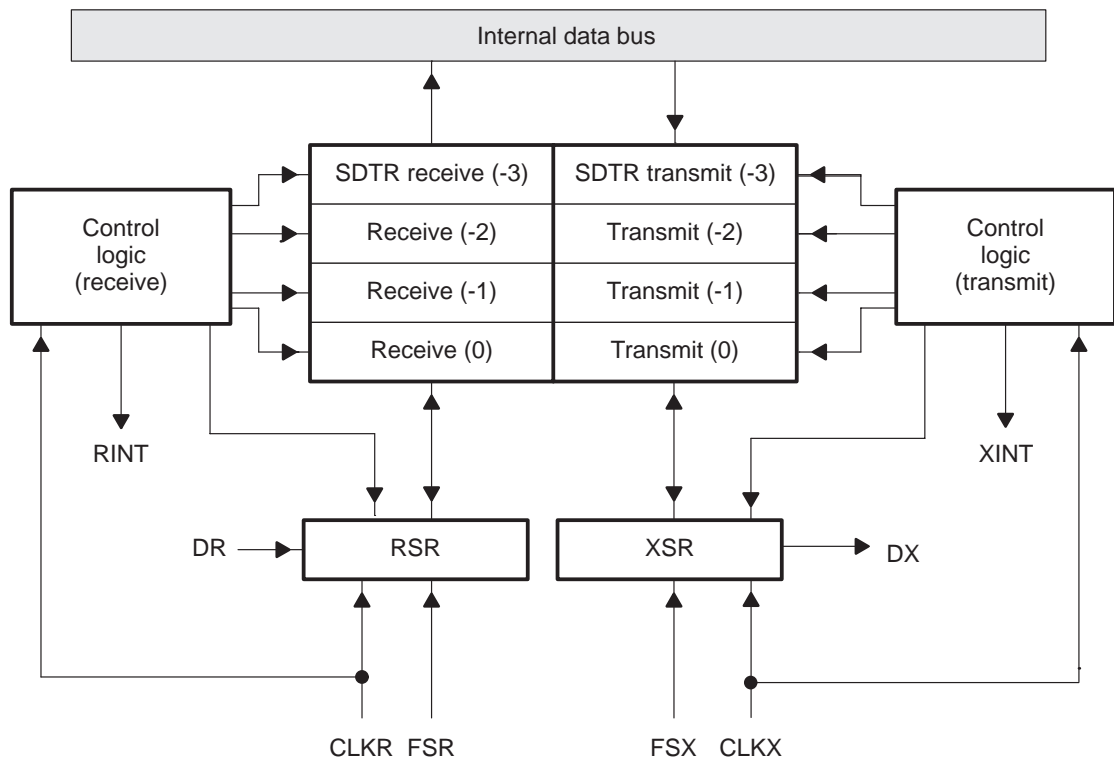 Internal data bus
SDTR receive (-3)
SDTR transmit (-3)
Control
logic
(receive)
Receive (-2)
Transmit (-2)
Control
logic
(transmit)
Receive (-1)
Transmit (-1)
Receive (0)
Transmit (0)
RINT
XINT
DR
RSR
XSR
DX
CLKR
FSR
FSX
CLKX